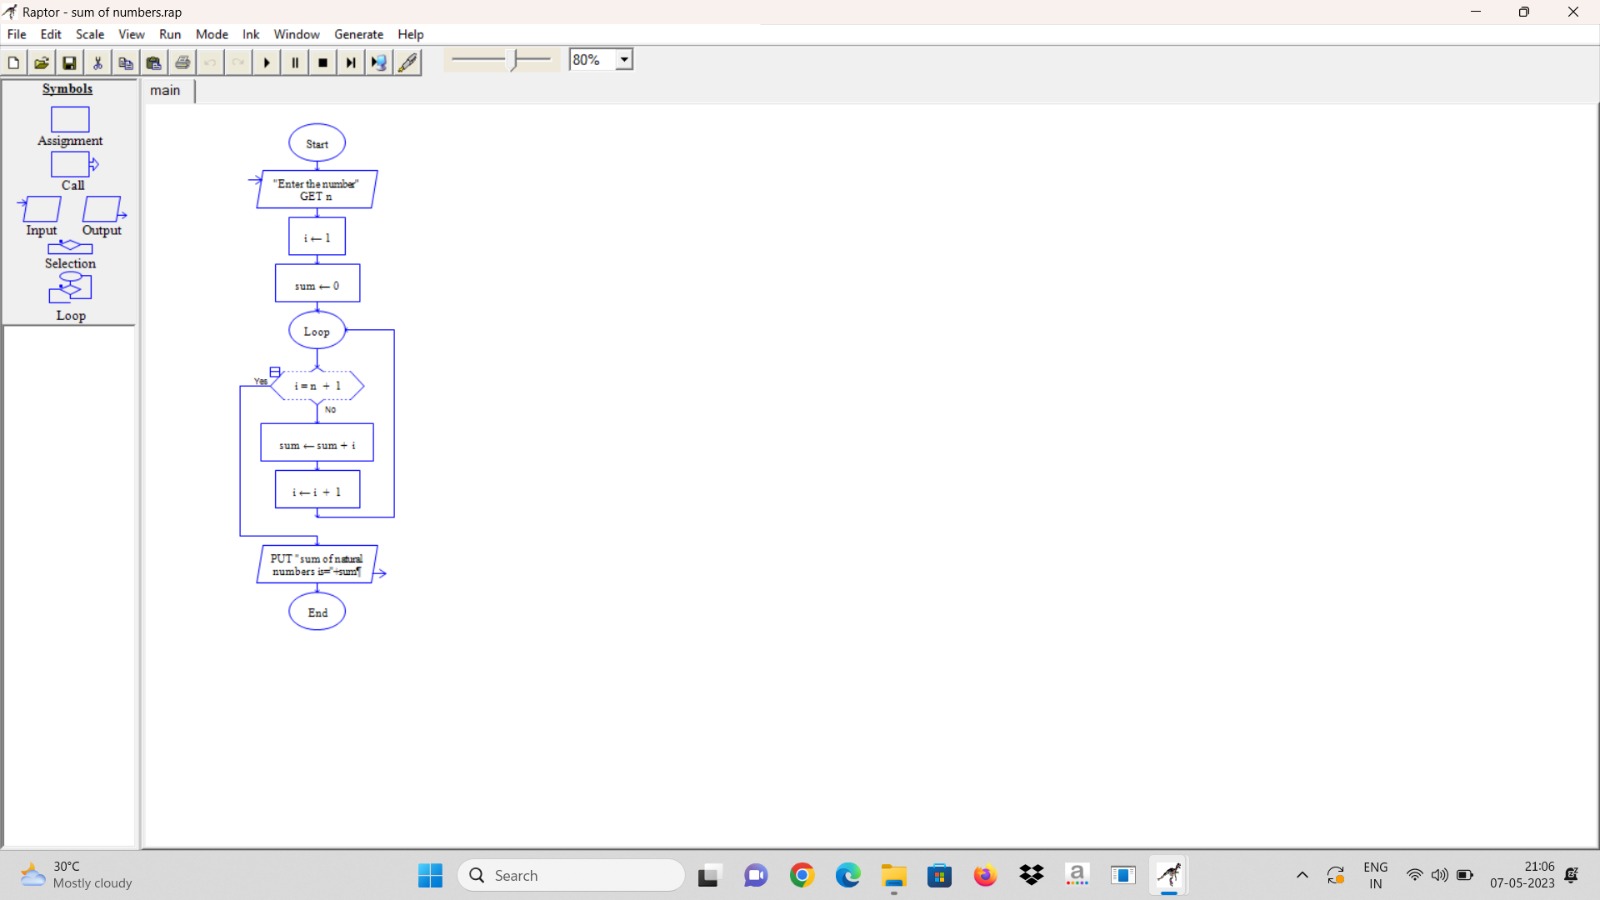 Raptor - sum of numbers.rap
File Edit Scale View Run Mode Ink Window Generate Help
80%
Symbols
Assignment
Call
Input Output
Selection
Loop
main
Start
"Enter the number"
GET n
i ← 1
sum ← 0
Loop
Yes
i = n + 1
No
sum ← sum + i
i ← i + 1
PUT "sum of natural
numbers is="+sum¶
End
30°C
Mostly cloudy
Search
a
ENG
IN
21:06
07-05-2023